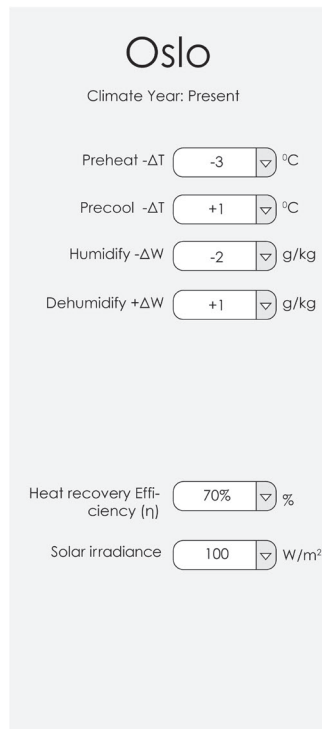 Oslo
Climate Year: Present
Preheat -ΔT -3 ⁰C
Precool -ΔT +1 ⁰C
Humidify -ΔW -2 g/kg
Dehumidify +ΔW +1 g/kg
Heat recovery Effi-
ciency (η) 70% %
Solar irradiance 100 W/m²